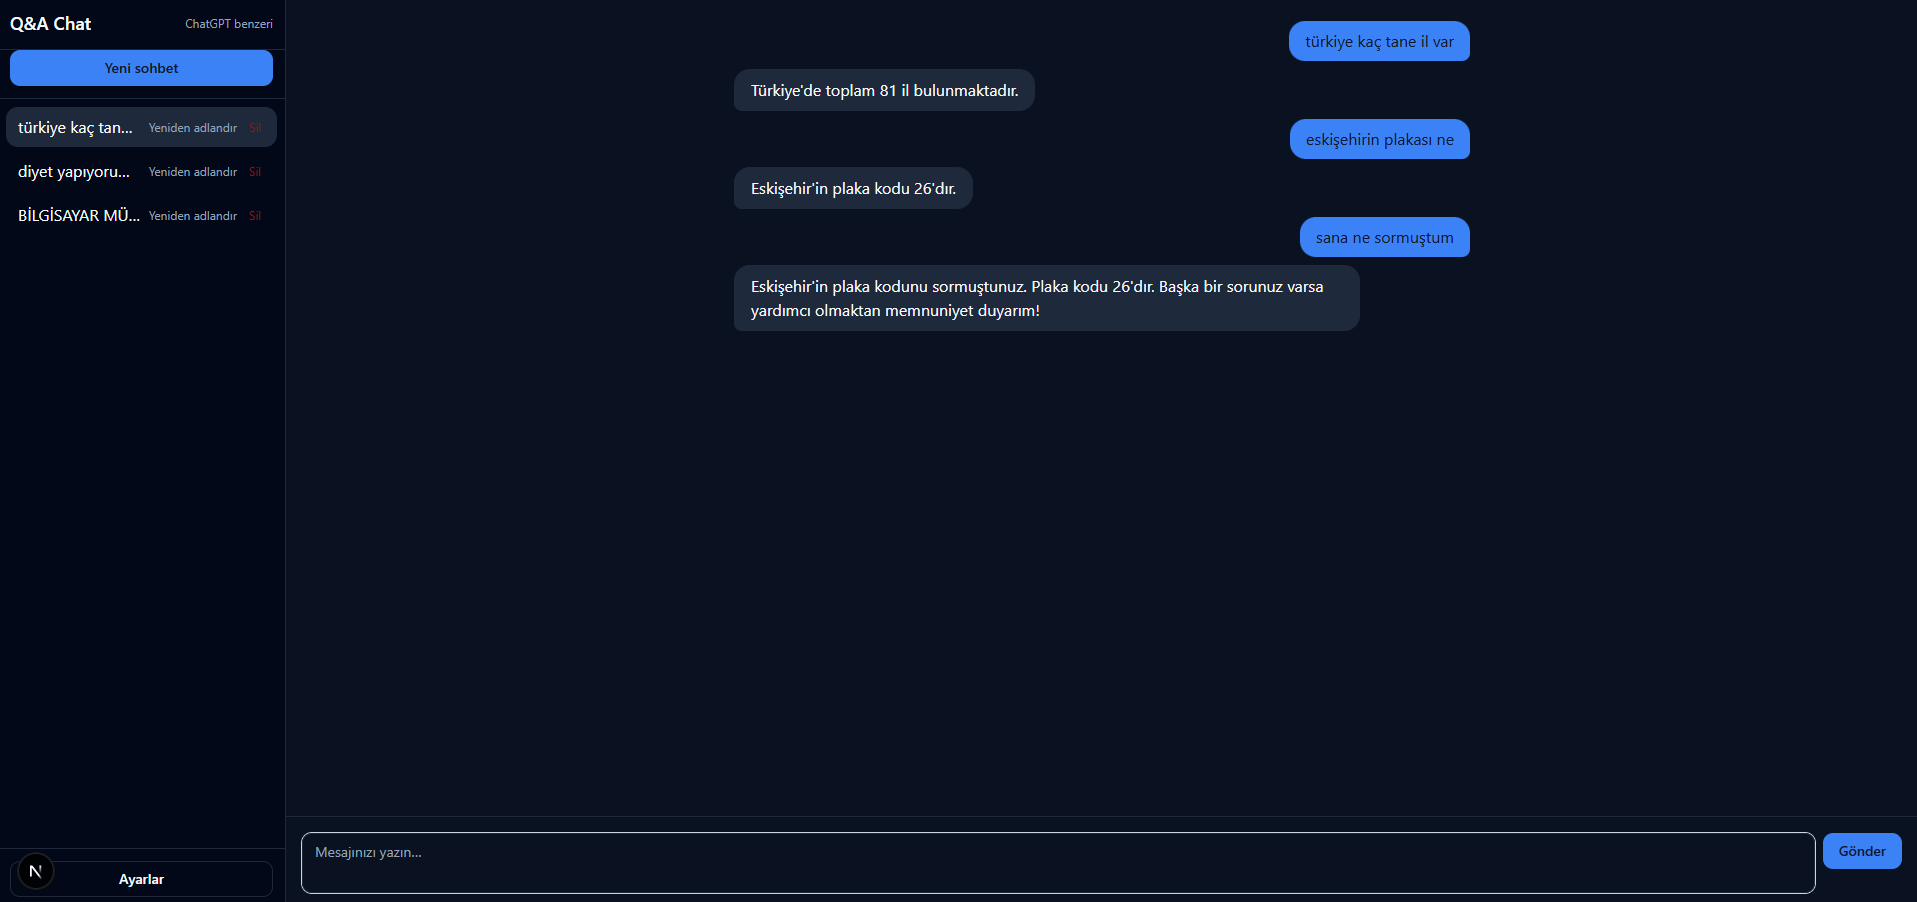 Q&A Chat
ChatGPT benzeri
Yeni sohbet
türkiye kaç tan... Yeniden adlandır Sil
diyet yapıyoru... Yeniden adlandır Sil
BİLGİSAYAR MÜ... Yeniden adlandır Sil
N
Ayarlar
türkiye kaç tane il var
Türkiye'de toplam 81 il bulunmaktadır.
eskişehirin plakası ne
Eskişehir'in plaka kodu 26'dır.
sana ne sormuştum
Eskişehir'in plaka kodunu sormuştunuz. Plaka kodu 26'dır. Başka bir sorunuz varsa
yardımcı olmaktan memnuniyet duyarım!
Mesajınızı yazın...
Gönder